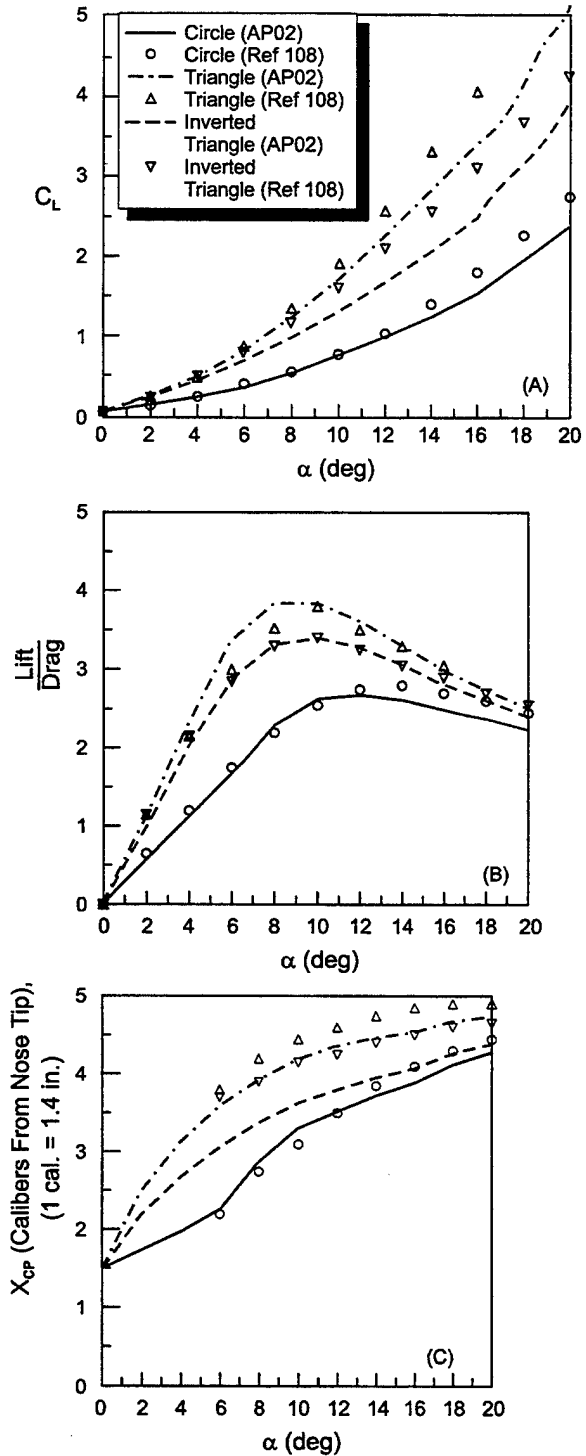 5
4
3
2
1
0
C_L
Circle (AP02)
Circle (Ref 108)
Triangle (AP02)
Triangle (Ref 108)
Inverted
Triangle (AP02)
Inverted
Triangle (Ref 108)
(A)
0 2 4 6 8 10 12 14 16 18 20
α (deg)
5
4
3
2
1
0
Lift
Drag
(B)
0 2 4 6 8 10 12 14 16 18 20
α (deg)
5
4
3
2
1
0
X_CP (Calibers From Nose Tip),
(1 cal. = 1.4 in.)
(C)
0 2 4 6 8 10 12 14 16 18 20
α (deg)